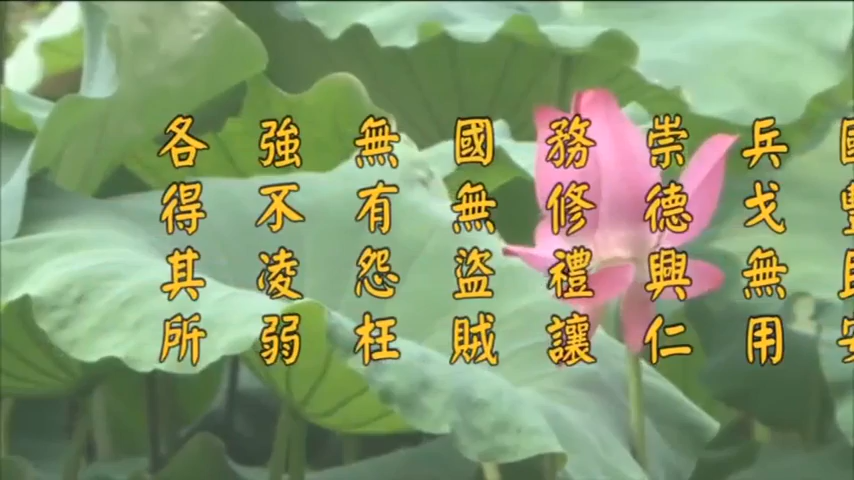 兵戈無用
崇德興仁
務修禮讓
國無盜賊
無有怨枉
強不凌弱
各得其所